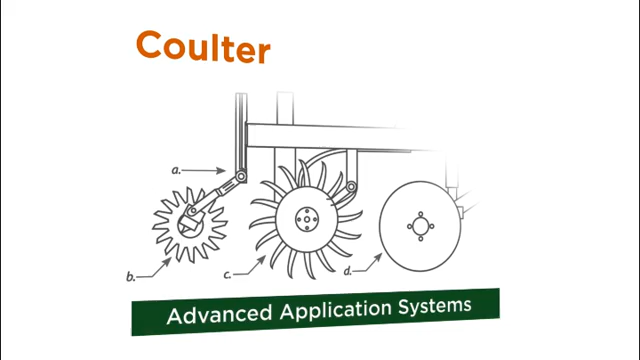 Coulter
a.
b.
c.
d.
Advanced Application Systems